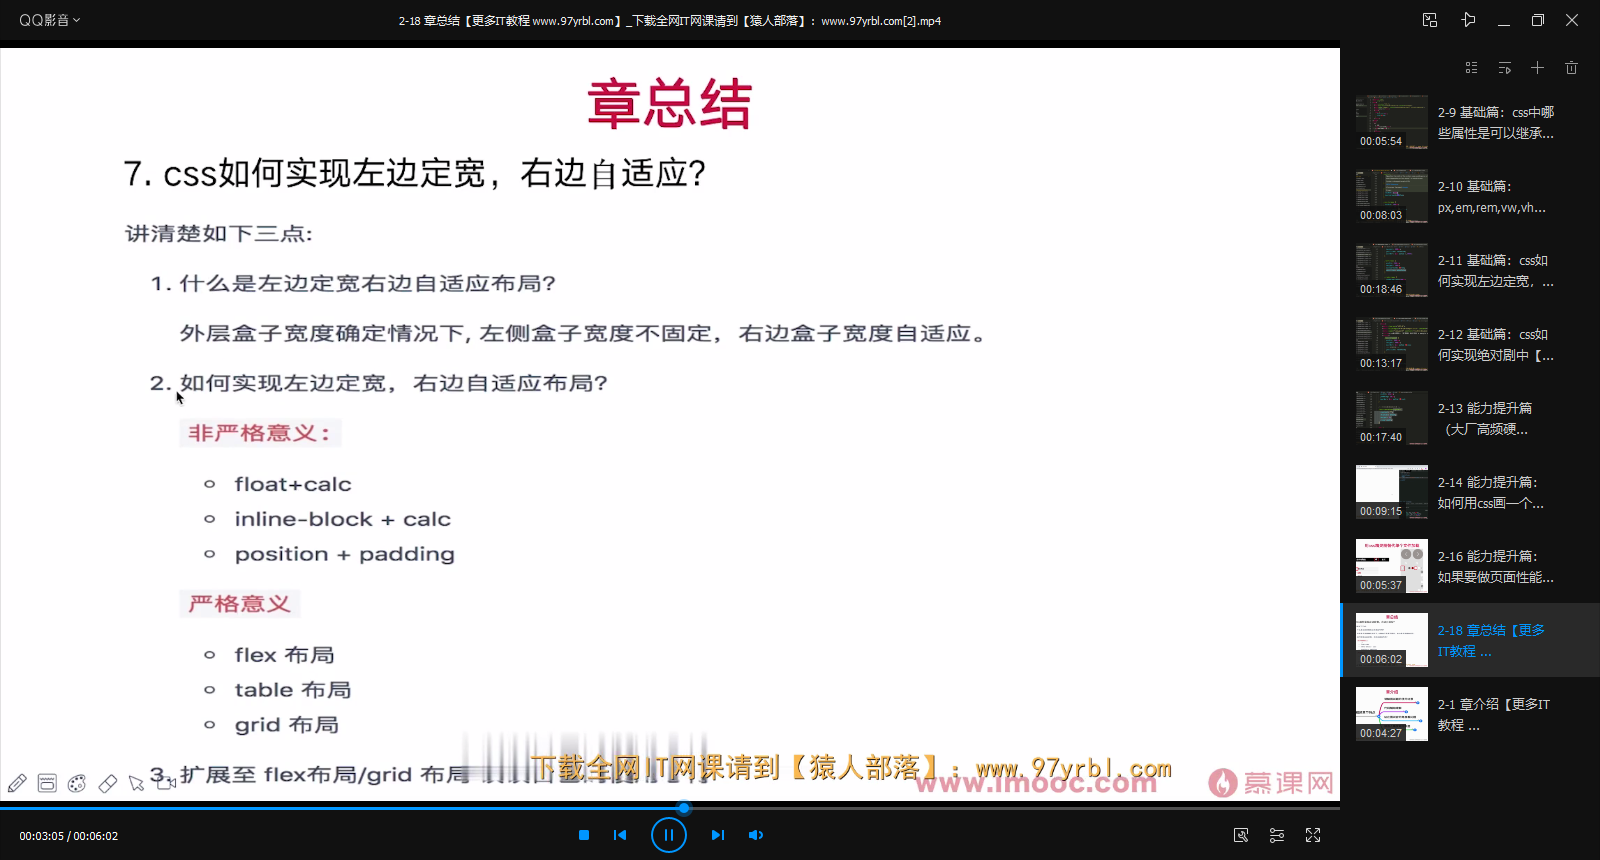 QQ影音
2-18 章总结【更多IT教程 www.97yrbl.com】_下载全网IT网课请到【猿人部落】：www.97yrbl.com[2].mp4
章总结
7. css如何实现左边定宽，右边自适应?
讲清楚如下三点:
1. 什么是左边定宽右边自适应布局?
外层盒子宽度确定情况下, 左侧盒子宽度不固定，右边盒子宽度自适应。
2. 如何实现左边定宽，右边自适应布局?
非严格意义：
float+calc
inline-block + calc
position + padding
严格意义
flex 布局
table 布局
grid 布局
3. 扩展至 flex布局/grid 布局
下载全网IT网课请到【猿人部落】：www.97yrbl.com
www.imooc.com
慕课网
00:03:05 / 00:06:02
00:05:54
2-9 基础篇：css中哪
些属性是可以继承...
00:08:03
2-10 基础篇：
px,em,rem,vw,vh...
00:18:46
2-11 基础篇：css如
何实现左边定宽，...
00:13:17
2-12 基础篇：css如
何实现绝对剧中【...
00:17:40
2-13 能力提升篇
（大厂高频硬...
00:09:15
2-14 能力提升篇：
如何用css画一个...
00:05:37
2-16 能力提升篇：
如果要做页面性能...
00:06:02
2-18 章总结【更多
IT教程 ...
00:04:27
2-1 章介绍【更多IT
教程 ...